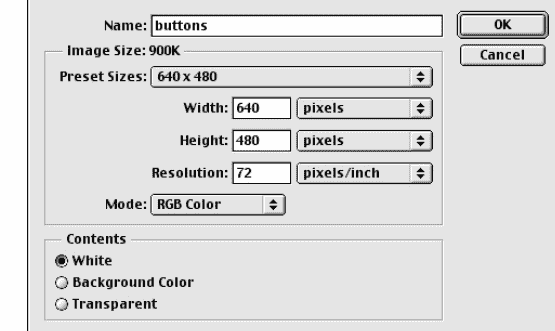 Name: buttons
OK
Image Size: 900K
Cancel
Preset Sizes: 640 x 480
Width: 640 pixels
Height: 480 pixels
Resolution: 72 pixels/inch
Mode: RGB Color
Contents
White
Background Color
Transparent